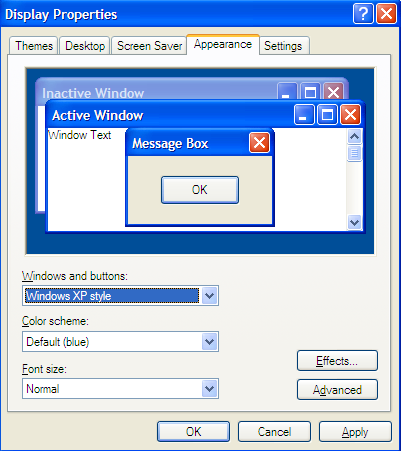 Display Properties
Themes Desktop Screen Saver Appearance Settings
Inactive Window
Active Window
Window Text
Message Box
OK
Windows and buttons:
Windows XP style
Color scheme:
Default (blue)
Effects...
Font size:
Normal
Advanced
OK Cancel Apply